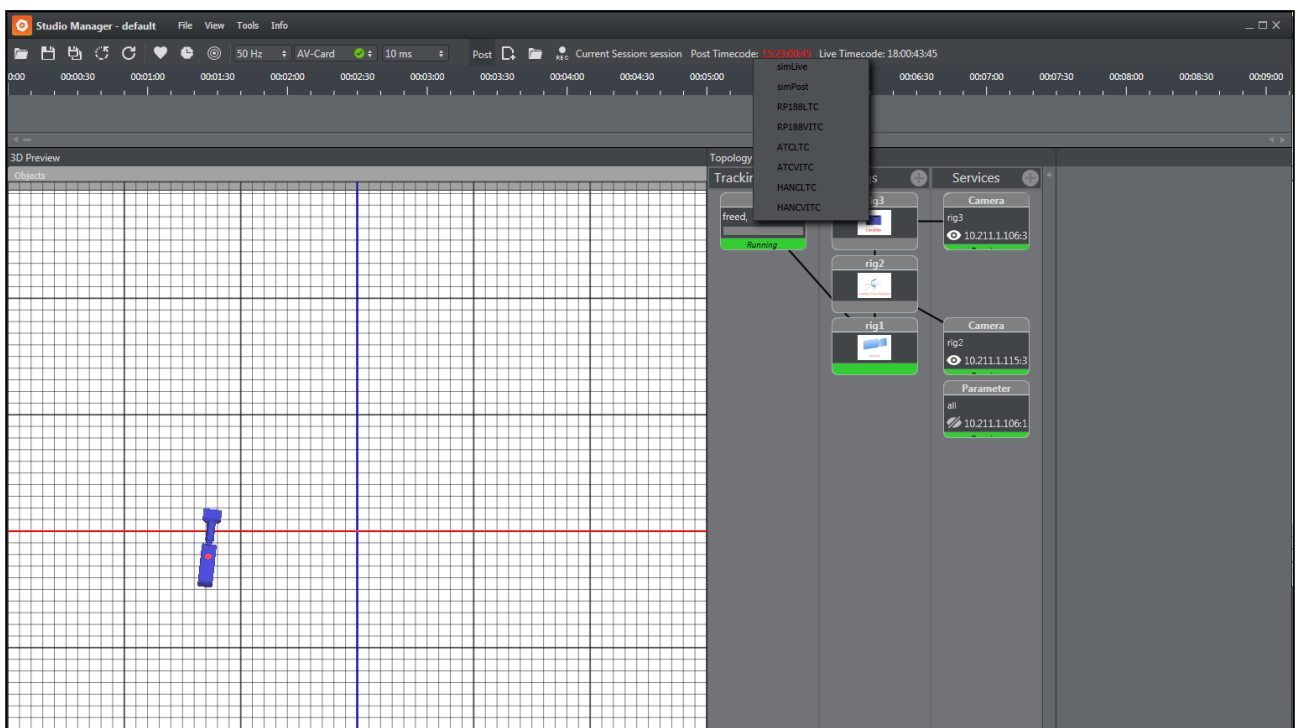 Studio Manager - default File View Tools Info
50 Hz AV-Card 10 ms Post REC Current Session: session Post Timecode: 15:23:00:45 Live Timecode: 18:00:43:45
0:00 00:00:30 00:01:00 00:01:30 00:02:00 00:02:30 00:03:00 00:03:30 00:04:00 00:04:30 00:05:00 00:06:30 00:07:00 00:07:30 00:08:00 00:08:30 00:09:00
simLive
simPost
RP188LTC
RP188VITC
ATCLTC
ATCVITC
HANCLTC
HANCVITC
3D Preview
Objects
Topology
Trackin
s
Services
freed,
Running
g3
rig2
rig1
Camera
rig3
10.211.1.106:3
Camera
rig2
10.211.1.115:3
Parameter
all
10.211.1.106:1